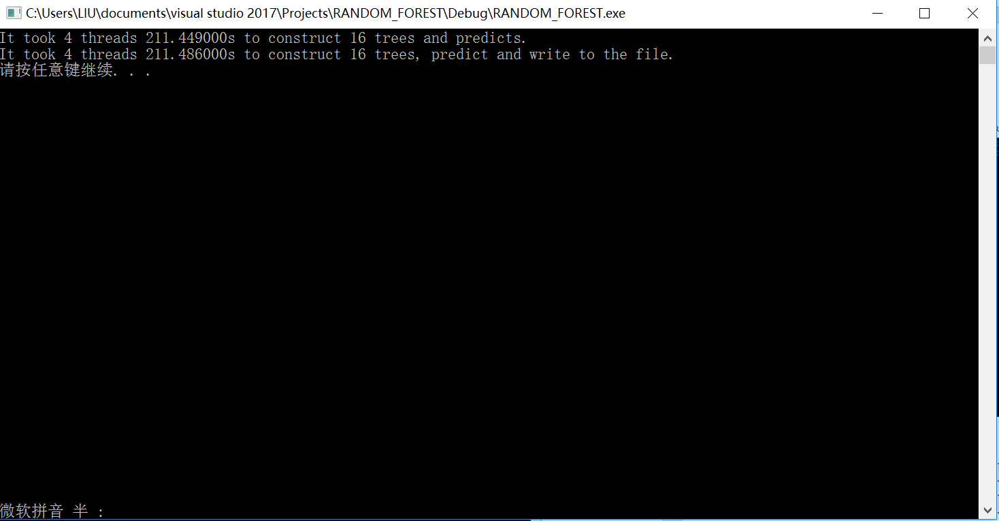 C:\Users\LIU\documents\visual studio 2017\Projects\RANDOM_FOREST\Debug\RANDOM_FOREST.exe
It took 4 threads 211.449000s to construct 16 trees and predicts.
It took 4 threads 211.486000s to construct 16 trees, predict and write to the file.
请按任意键继续. . .
微软拼音 半 :